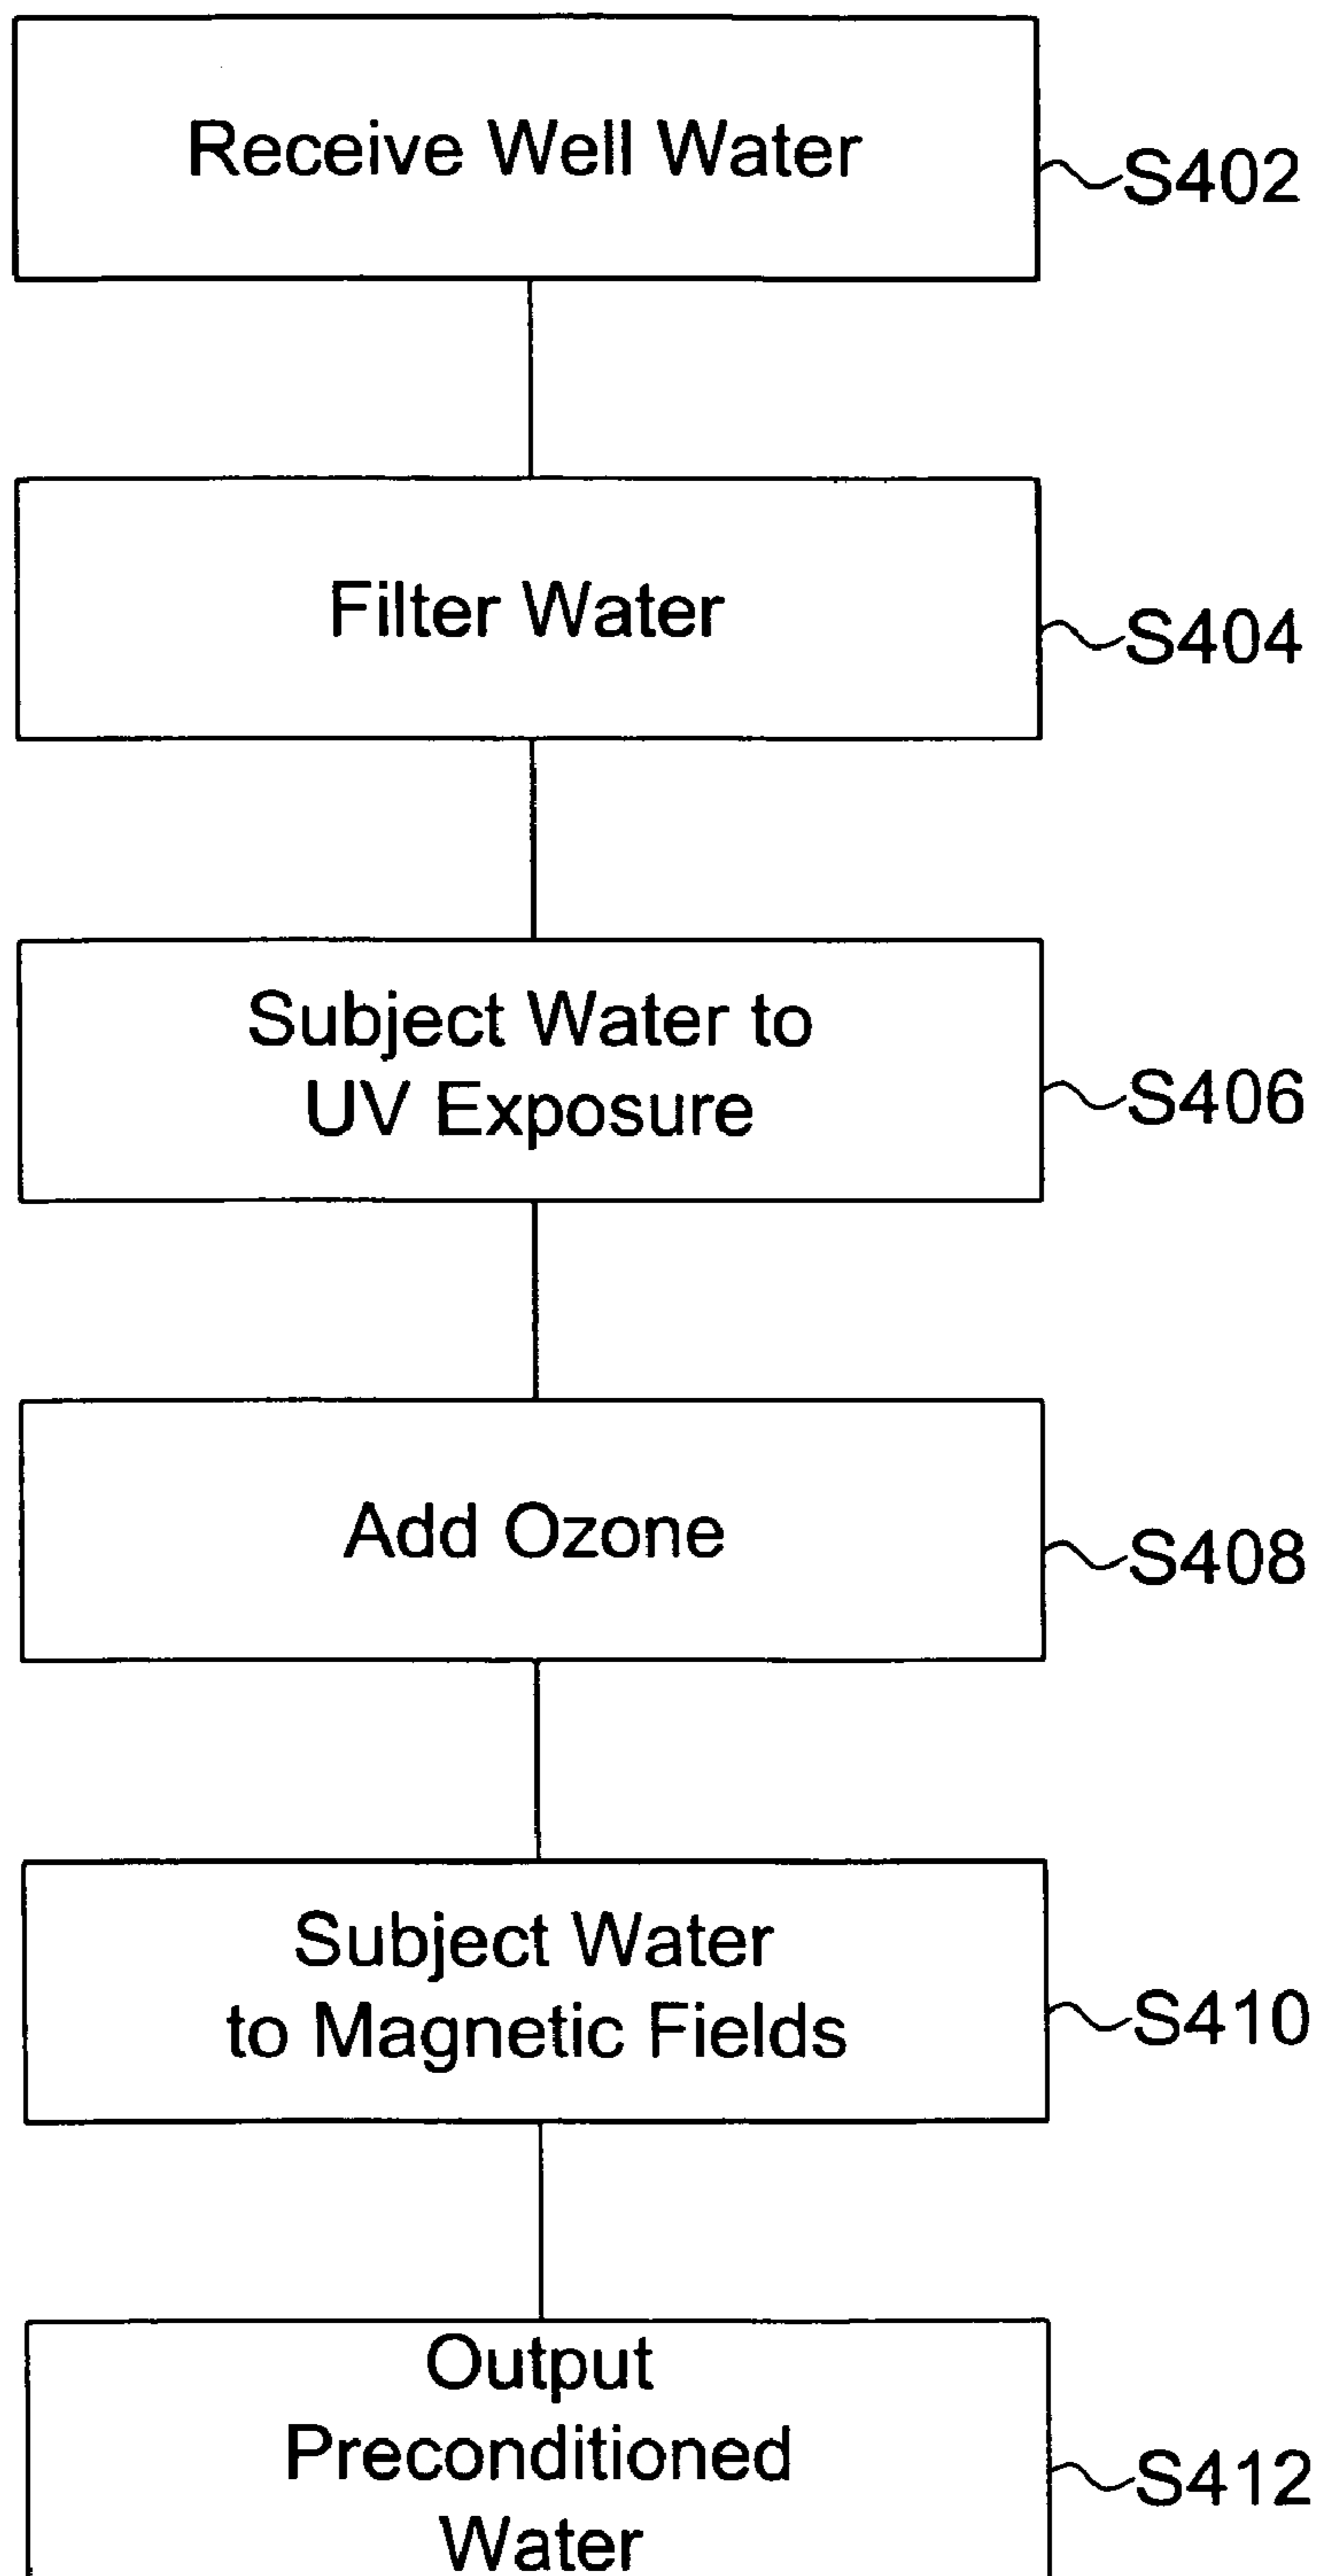 Receive Well Water
S402
Filter Water
S404
Subject Water to
UV Exposure
S406
Add Ozone
S408
Subject Water
to Magnetic Fields
S410
Output
Preconditioned
Water
S412